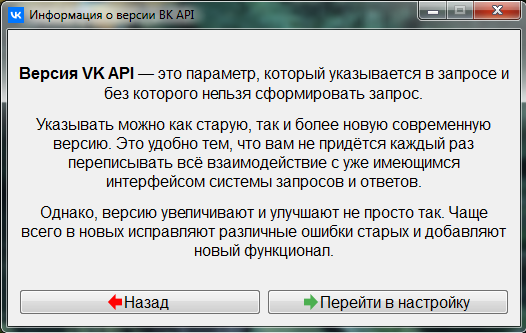 Информация о версии ВК API
Версия VK API — это параметр, который указывается в запросе и
без которого нельзя сформировать запрос.
Указывать можно как старую, так и более новую современную
версию. Это удобно тем, что вам не придётся каждый раз
переписывать всё взаимодействие с уже имеющимся
интерфейсом системы запросов и ответов.
Однако, версию увеличивают и улучшают не просто так. Чаще
всего в новых исправляют различные ошибки старых и добавляют
новый функционал.
Назад
Перейти в настройку